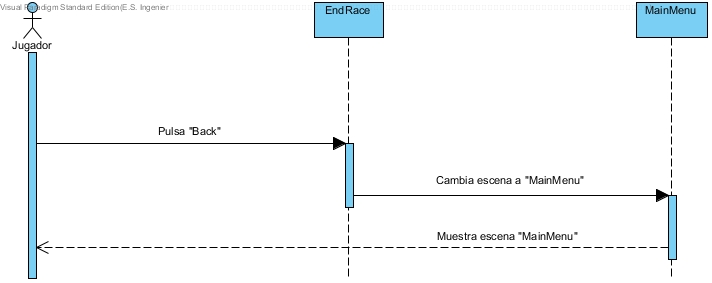 Visual Paradigm Standard Edition(E.S. Ingenier
EndRace
MainMenu
Jugador
Pulsa "Back"
Cambia escena a "MainMenu"
Muestra escena "MainMenu"